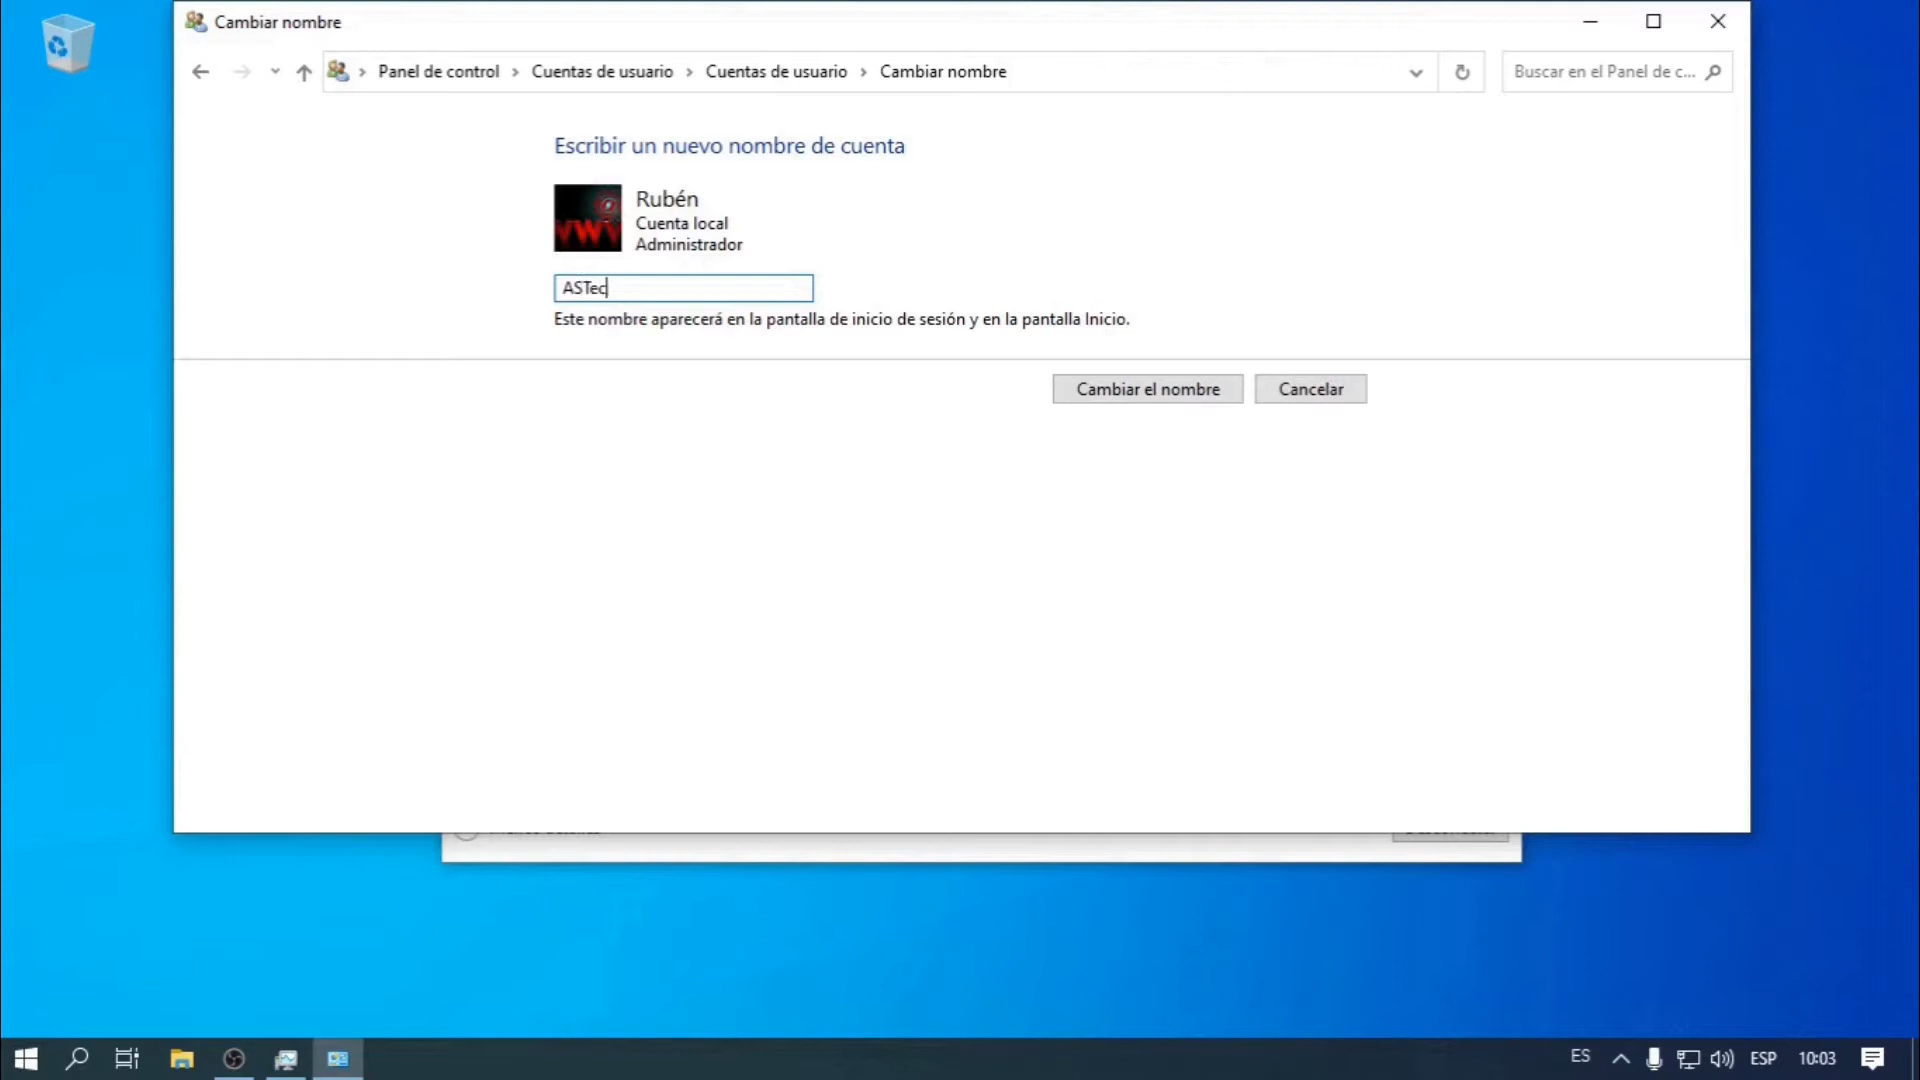 Cambiar nombre
Panel de control > Cuentas de usuario > Cuentas de usuario > Cambiar nombre
Buscar en el Panel de c...
Escribir un nuevo nombre de cuenta
Rubén
Cuenta local
Administrador
ASTec
Este nombre aparecerá en la pantalla de inicio de sesión y en la pantalla Inicio.
Cambiar el nombre
Cancelar
ES
ESP
10:03